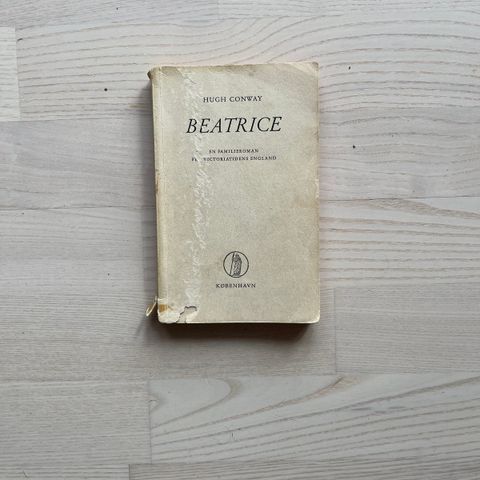 HUGH CONWAY
BEATRICE
EN FAMILIEROMAN
VICTORIATIDENS ENGLAND
KØBENHAVN